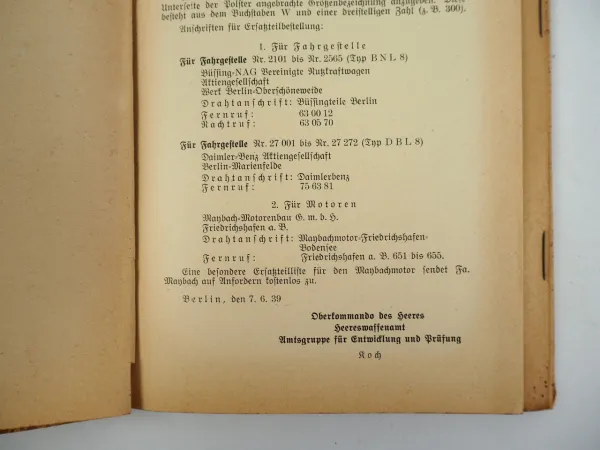 Unterseite der Polster angebrachte Größenbezeichnung anzugeben. Diese
besteht aus dem Buchstaben W und einer dreistelligen Zahl (z. B. 300).
Anschriften für Ersatzteilbestellung:
1. Für Fahrgestelle
Für Fahrgestelle Nr. 2101 bis Nr. 2565 (Typ BNL 8)
Büssing-NAG Vereinigte Nutzkraftwagen
Aktiengesellschaft
Werk Berlin-Oberschöneweide
Drahtanschrift: Büssingteile Berlin
Fernruf: 63 60 12
Nachtruf: 63 05 70
Für Fahrgestelle Nr. 27 001 bis Nr. 27 272 (Typ DBL 8)
Daimler-Benz Aktiengesellschaft
Berlin-Marienfelde
Drahtanschrift: Daimlerbenz
Fernruf: 75 63 81
2. Für Motoren
Maybach-Motorenbau G. m. b. H.
Friedrichshafen a. B.
Drahtanschrift: Maybachmotor-Friedrichshafen-
Bodensee
Fernruf: Friedrichshafen a. B. 651 bis 655.
Eine besondere Ersatzteilliste für den Maybachmotor sendet Fa.
Maybach auf Anfordern kostenlos zu.
Berlin, den 7. 6. 39
Oberkommando des Heeres
Heereswaffenamt
Amtsgruppe für Entwicklung und Prüfung
Koch